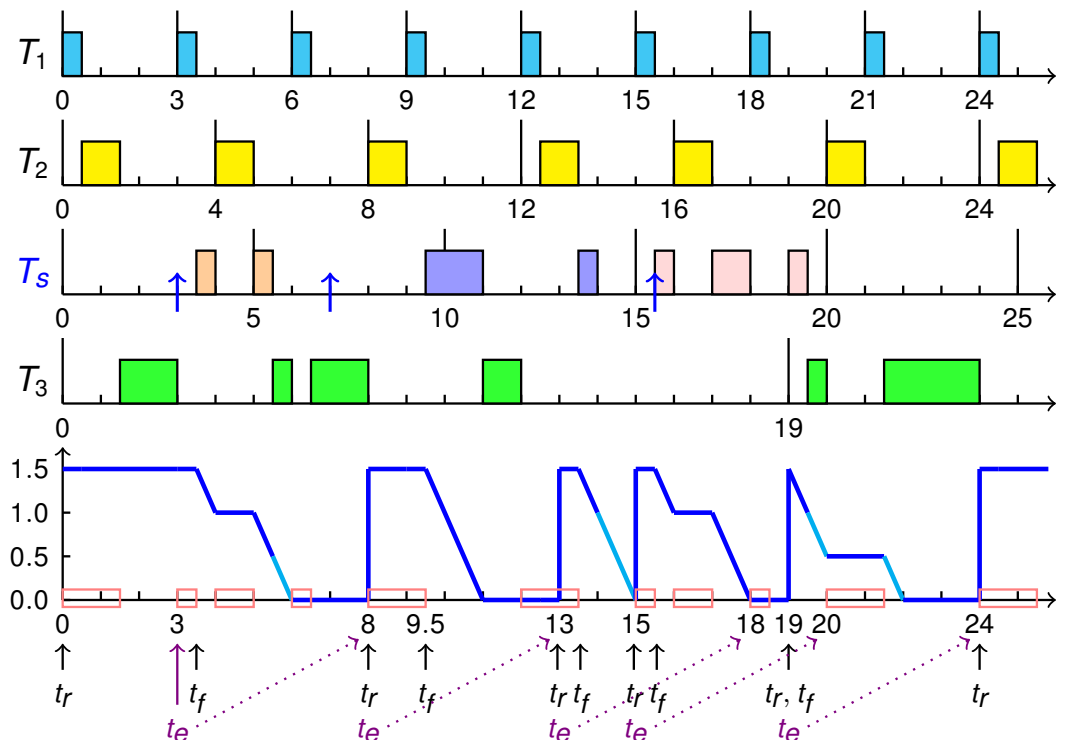 T1
0 3 6 9 12 15 18 21 24
T2
0 4 8 12 16 20 24
Ts
0 5 10 15 20 25
T3
0 19
1.5
1.0
0.5
0.0
0 3 8 9.5 13 15 18 19 20 24
tr tf tr tf tr tf tr tf tr, tf tr
te te te te te